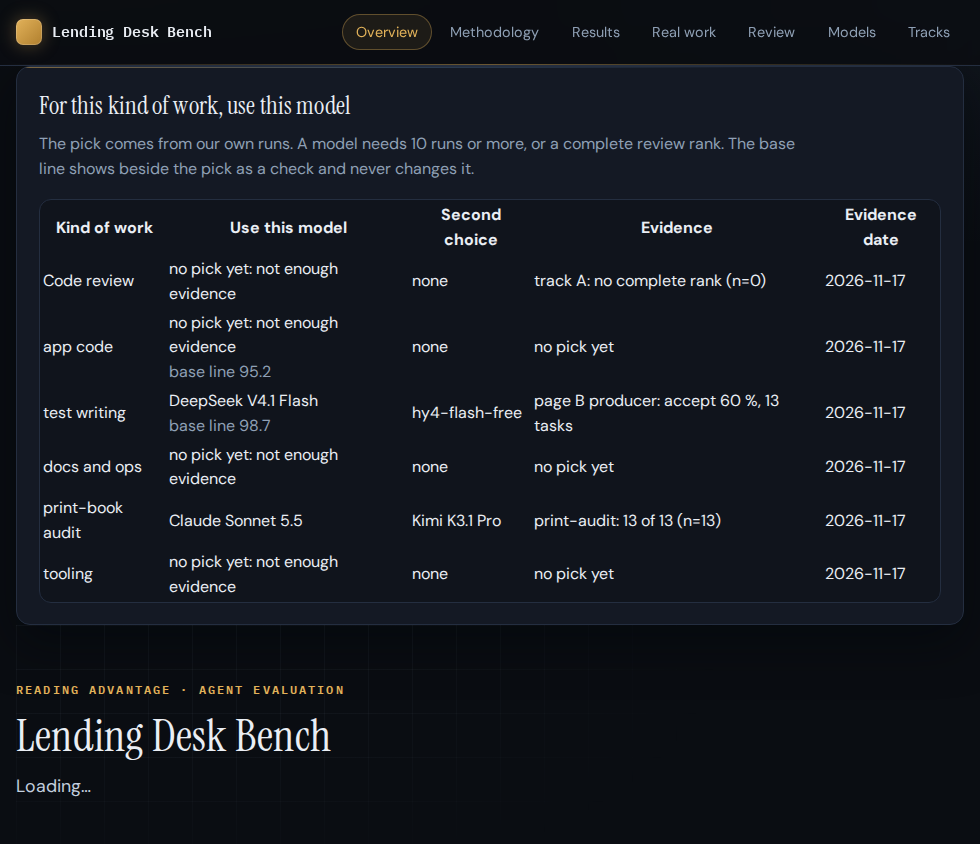 Lending Desk Bench
Overview
Methodology
Results
Real work
Review
Models
Tracks
For this kind of work, use this model
The pick comes from our own runs. A model needs 10 runs or more, or a complete review rank. The base
line shows beside the pick as a check and never changes it.
Kind of work
Use this model
Second
choice
Evidence
Evidence
date
Code review
no pick yet: not enough
evidence
none
track A: no complete rank (n=0)
2026-11-17
app code
no pick yet: not enough
evidence
base line 95.2
none
no pick yet
2026-11-17
test writing
DeepSeek V4.1 Flash
base line 98.7
hy4-flash-free
page B producer: accept 60 %, 13
tasks
2026-11-17
docs and ops
no pick yet: not enough
evidence
none
no pick yet
2026-11-17
print-book
audit
Claude Sonnet 5.5
Kimi K3.1 Pro
print-audit: 13 of 13 (n=13)
2026-11-17
tooling
no pick yet: not enough
evidence
none
no pick yet
2026-11-17
READING ADVANTAGE · AGENT EVALUATION
Lending Desk Bench
Loading…